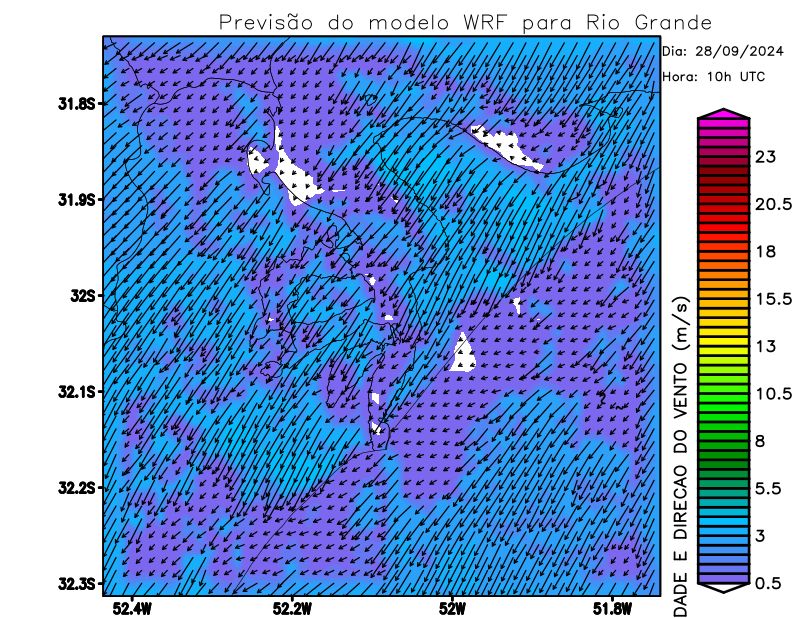 Previsão do modelo WRF para Rio Grande
Dia: 28/09/2024
Hora: 10h UTC
31.8S
31.9S
32S
32.1S
32.2S
32.3S
52.4W
52.2W
52W
51.8W
23
20.5
18
15.5
13
10.5
8
5.5
3
0.5
DADE E DIRECAO DO VENTO (m/s)